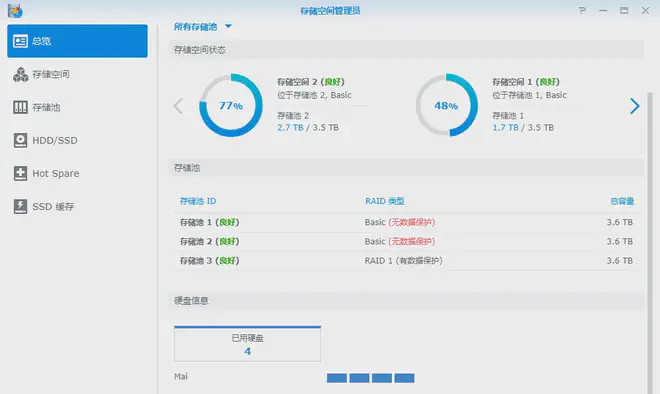 存储空间管理员
总览
存储空间
存储池
HDD/SSD
Hot Spare
SSD 缓存
所有存储池
存储空间状态
77%
存储空间 2 (良好)
位于存储池 2, Basic
存储池 2
2.7 TB / 3.5 TB
48%
存储空间 1 (良好)
位于存储池 1, Basic
存储池 1
1.7 TB / 3.5 TB
存储池
存储池 ID RAID 类型 总容量
存储池 1 (良好) Basic (无数据保护) 3.6 TB
存储池 2 (良好) Basic (无数据保护) 3.6 TB
存储池 3 (良好) RAID 1 (有数据保护) 3.6 TB
硬盘信息
已用硬盘
4
Mai